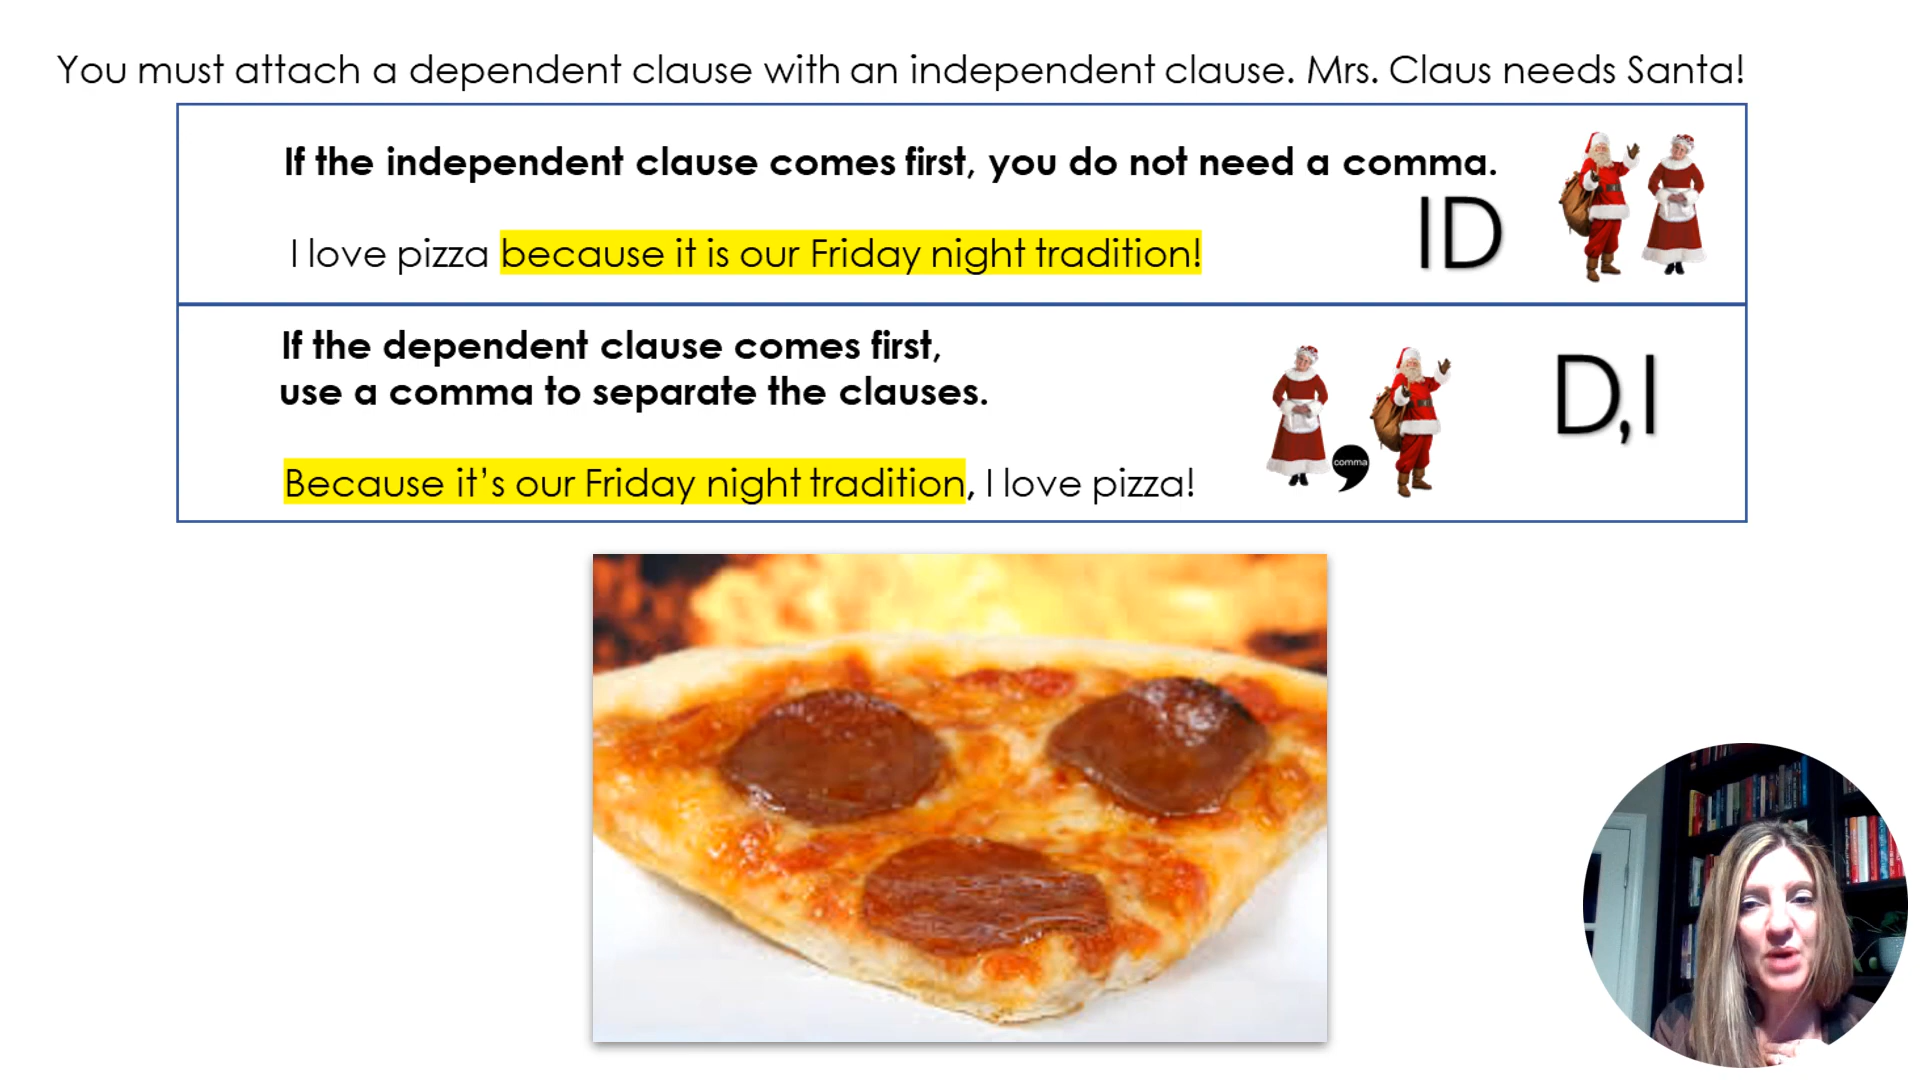 You must attach a dependent clause with an independent clause. Mrs. Claus needs Santa!
If the independent clause comes first, you do not need a comma.
I love pizza because it is our Friday night tradition!
ID
If the dependent clause comes first,
use a comma to separate the clauses.
D,I
comma
Because it’s our Friday night tradition, I love pizza!